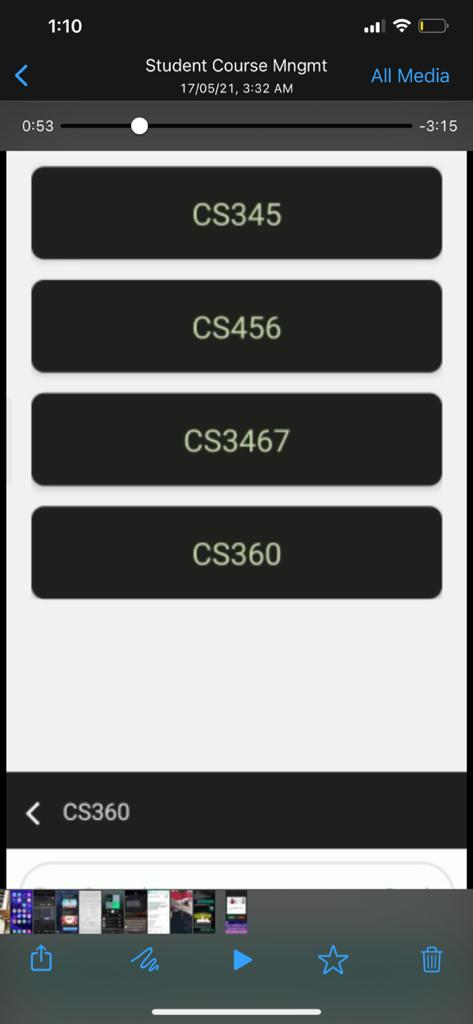 1:10
Student Course Mngmt
17/05/21, 3:32 AM
All Media
0:53
-3:15
CS345
CS456
CS3467
CS360
CS360